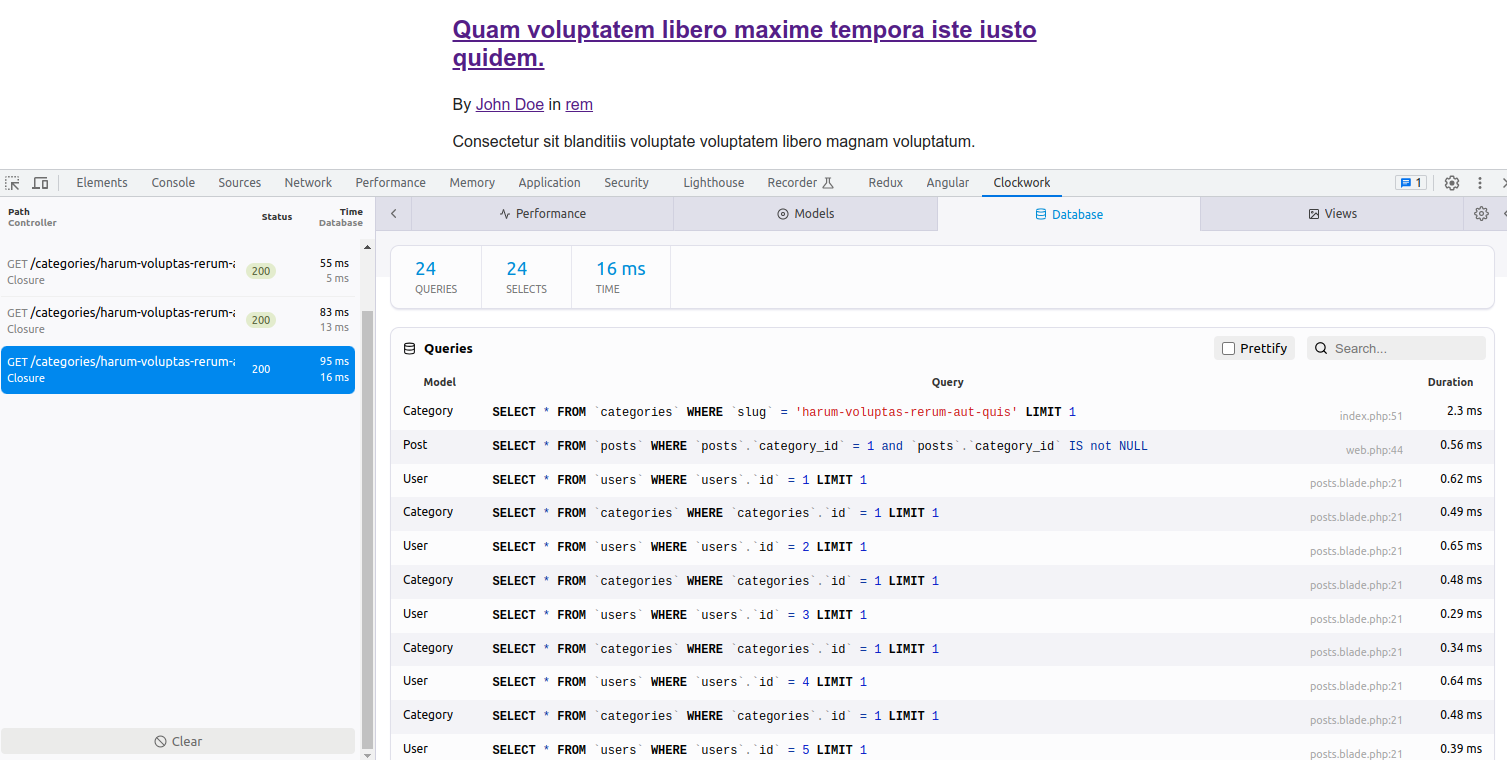 Quam voluptatem libero maxime tempora iste iusto
quidem.
By John Doe in rem
Consectetur sit blanditiis voluptate voluptatem libero magnam voluptatum.
Elements Console Sources Network Performance Memory Application Security Lighthouse Recorder Redux Angular Clockwork 1
Path Status Time
Controller Database
Performance Models Database Views
GET /categories/harum-voluptas-rerum-a 200 55 ms
Closure 5 ms
GET /categories/harum-voluptas-rerum-a 200 83 ms
Closure 13 ms
GET /categories/harum-voluptas-rerum-a 200 95 ms
Closure 16 ms
Clear
24 24 16 ms
QUERIES SELECTS TIME
Queries Prettify Search...
Model Query Duration
Category SELECT * FROM `categories` WHERE `slug` = 'harum-voluptas-rerum-aut-quis' LIMIT 1 index.php:51 2.3 ms
Post SELECT * FROM `posts` WHERE `posts`.`category_id` = 1 and `posts`.`category_id` IS not NULL web.php:44 0.56 ms
User SELECT * FROM `users` WHERE `users`.`id` = 1 LIMIT 1 posts.blade.php:21 0.62 ms
Category SELECT * FROM `categories` WHERE `categories`.`id` = 1 LIMIT 1 posts.blade.php:21 0.49 ms
User SELECT * FROM `users` WHERE `users`.`id` = 2 LIMIT 1 posts.blade.php:21 0.65 ms
Category SELECT * FROM `categories` WHERE `categories`.`id` = 1 LIMIT 1 posts.blade.php:21 0.48 ms
User SELECT * FROM `users` WHERE `users`.`id` = 3 LIMIT 1 posts.blade.php:21 0.29 ms
Category SELECT * FROM `categories` WHERE `categories`.`id` = 1 LIMIT 1 posts.blade.php:21 0.34 ms
User SELECT * FROM `users` WHERE `users`.`id` = 4 LIMIT 1 posts.blade.php:21 0.64 ms
Category SELECT * FROM `categories` WHERE `categories`.`id` = 1 LIMIT 1 posts.blade.php:21 0.48 ms
User SELECT * FROM `users` WHERE `users`.`id` = 5 LIMIT 1 posts.blade.php:21 0.39 ms